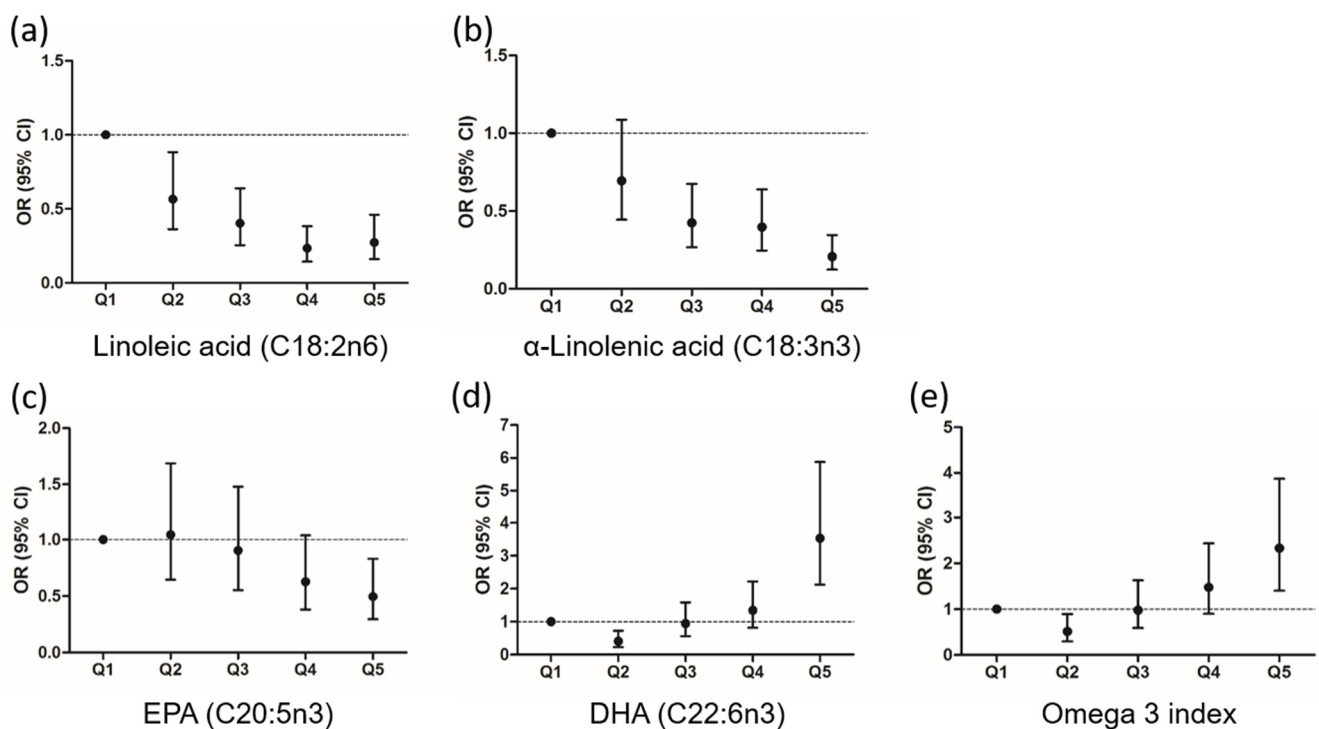 (a)
1.5
1.0
0.5
0.0
OR (95% CI)
Q1 Q2 Q3 Q4 Q5
Linoleic acid (C18:2n6)
(b)
1.5
1.0
0.5
0.0
OR (95% CI)
Q1 Q2 Q3 Q4 Q5
α-Linolenic acid (C18:3n3)
(c)
2.0
1.5
1.0
0.5
0.0
OR (95% CI)
Q1 Q2 Q3 Q4 Q5
EPA (C20:5n3)
(d)
7
6
5
4
3
2
1
0
OR (95% CI)
Q1 Q2 Q3 Q4 Q5
DHA (C22:6n3)
(e)
5
4
3
2
1
0
OR (95% CI)
Q1 Q2 Q3 Q4 Q5
Omega 3 index